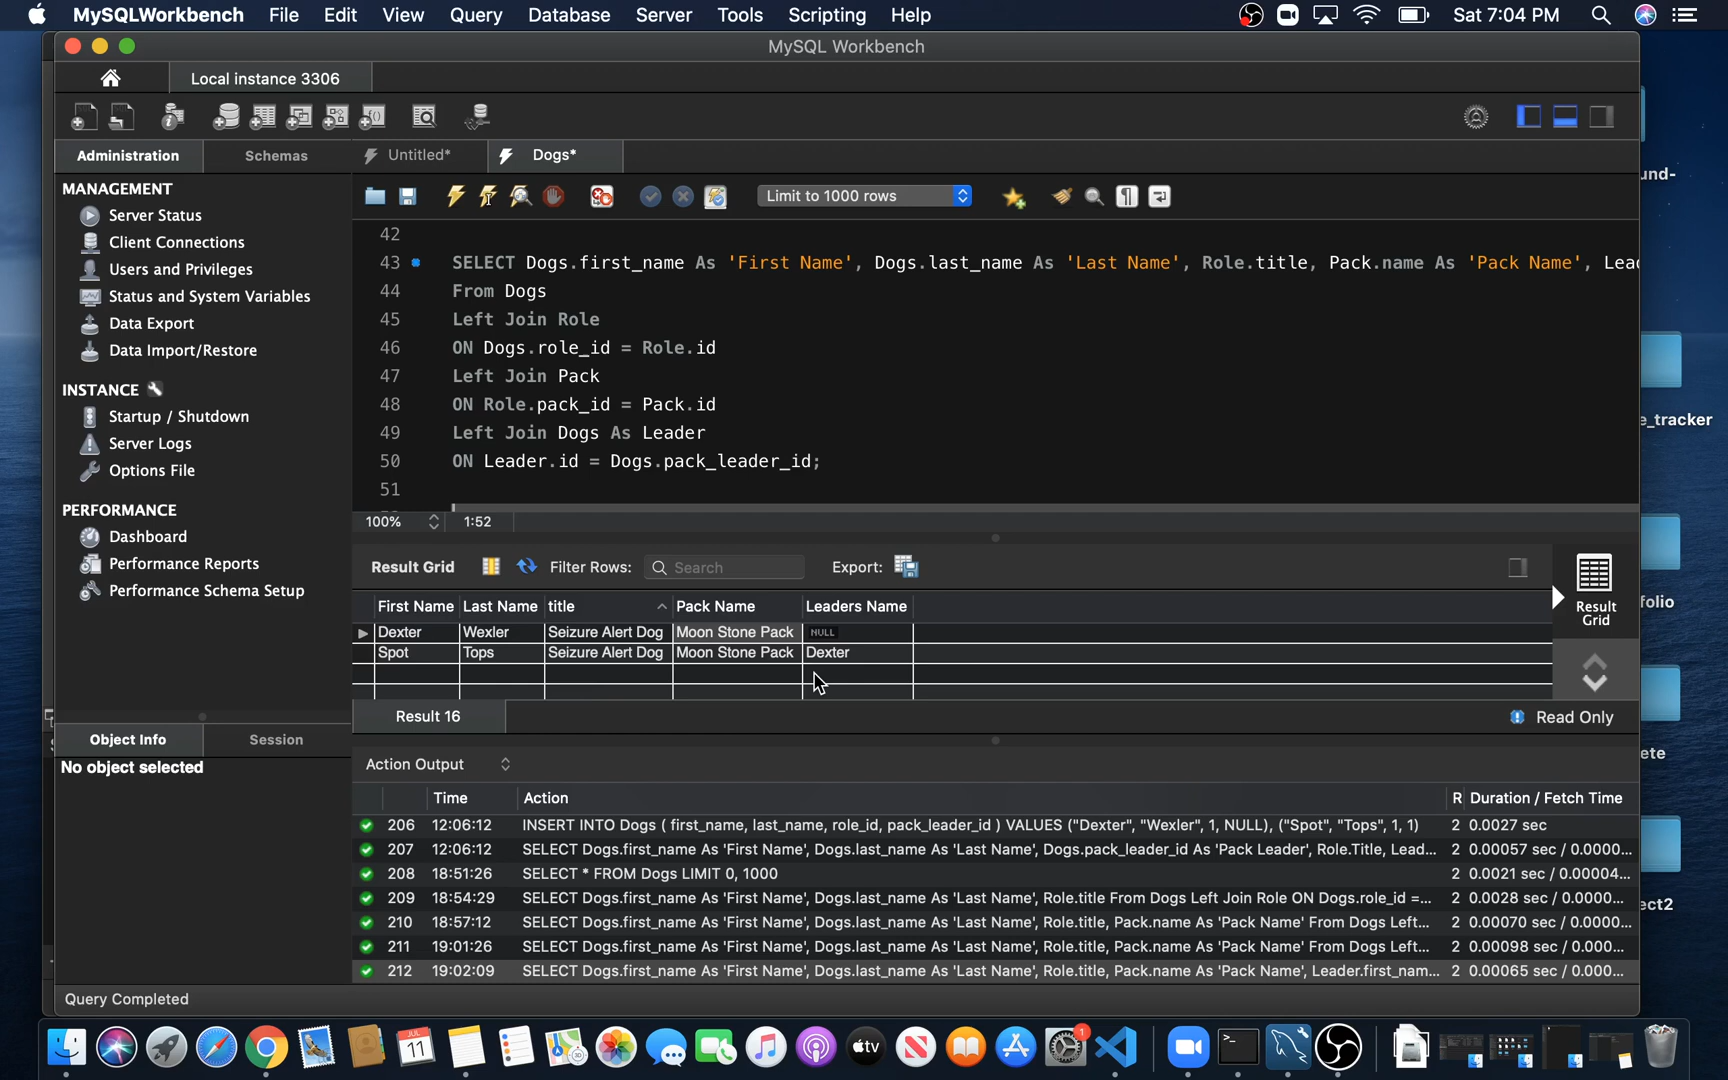 MySQLWorkbench File Edit View Query Database Server Tools Scripting Help Sat 7:04 PM
MySQL Workbench
Local instance 3306
Administration Schemas Untitled* Dogs*
MANAGEMENT
Server Status
Client Connections
Users and Privileges
Status and System Variables
Data Export
Data Import/Restore
INSTANCE
Startup / Shutdown
Server Logs
Options File
PERFORMANCE
Dashboard
Performance Reports
Performance Schema Setup
Object Info Session
No object selected
Limit to 1000 rows
42
43 SELECT Dogs.first_name As 'First Name', Dogs.last_name As 'Last Name', Role.title, Pack.name As 'Pack Name', Lead
44 From Dogs
45 Left Join Role
46 ON Dogs.role_id = Role.id
47 Left Join Pack
48 ON Role.pack_id = Pack.id
49 Left Join Dogs As Leader
50 ON Leader.id = Dogs.pack_leader_id;
51
100% 1:52
Result Grid Filter Rows: Search Export:
Result Grid
First Name Last Name title Pack Name Leaders Name
Dexter Wexler Seizure Alert Dog Moon Stone Pack NULL
Spot Tops Seizure Alert Dog Moon Stone Pack Dexter
Result 16 Read Only
Action Output
Time Action R Duration / Fetch Time
206 12:06:12 INSERT INTO Dogs ( first_name, last_name, role_id, pack_leader_id ) VALUES ("Dexter", "Wexler", 1, NULL), ("Spot", "Tops", 1, 1) 2 0.0027 sec
207 12:06:12 SELECT Dogs.first_name As 'First Name', Dogs.last_name As 'Last Name', Dogs.pack_leader_id As 'Pack Leader', Role.Title, Lead... 2 0.00057 sec / 0.0000...
208 18:51:26 SELECT * FROM Dogs LIMIT 0, 1000 2 0.0021 sec / 0.00004...
209 18:54:29 SELECT Dogs.first_name As 'First Name', Dogs.last_name As 'Last Name', Role.title From Dogs Left Join Role ON Dogs.role_id =... 2 0.0028 sec / 0.0000...
210 18:57:12 SELECT Dogs.first_name As 'First Name', Dogs.last_name As 'Last Name', Role.title, Pack.name As 'Pack Name' From Dogs Left... 2 0.00070 sec / 0.0000...
211 19:01:26 SELECT Dogs.first_name As 'First Name', Dogs.last_name As 'Last Name', Role.title, Pack.name As 'Pack Name' From Dogs Left... 2 0.00098 sec / 0.000...
212 19:02:09 SELECT Dogs.first_name As 'First Name', Dogs.last_name As 'Last Name', Role.title, Pack.name As 'Pack Name', Leader.first_nam... 2 0.00065 sec / 0.000...
Query Completed
und-
e_tracker
folio
ete
ect2
JUL
11
tv
1